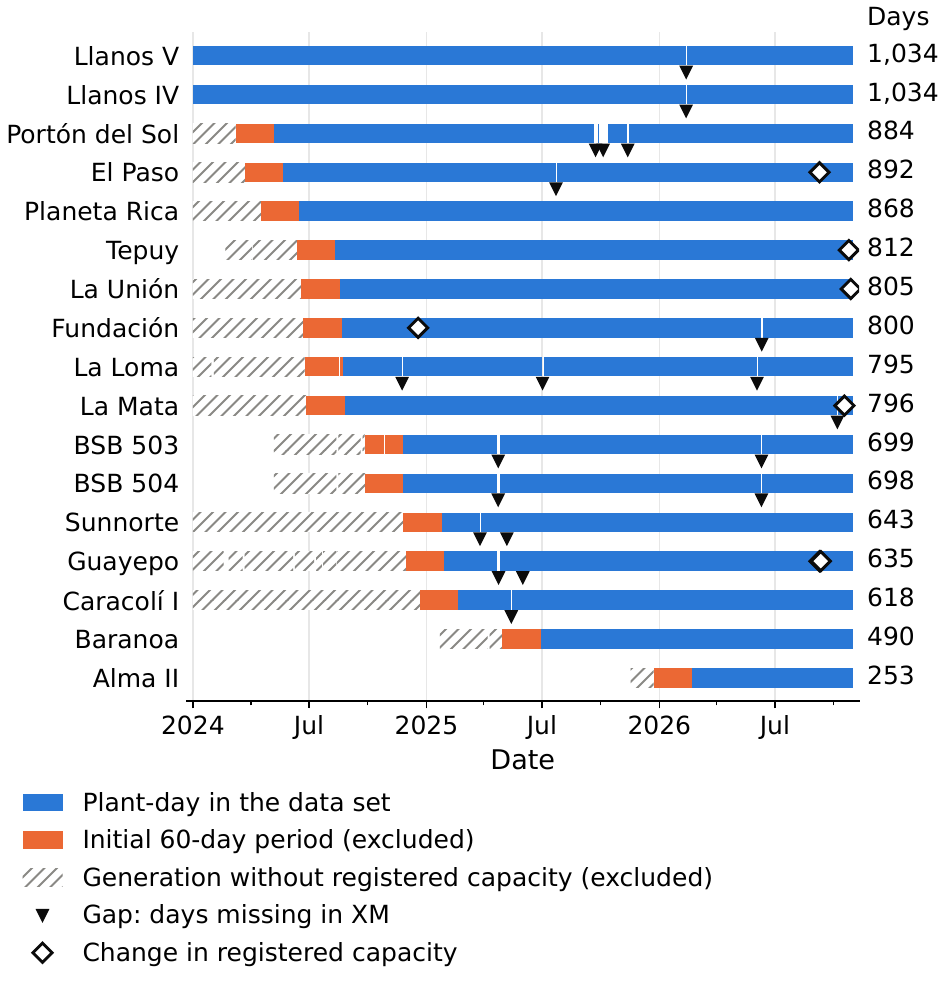 Days
Llanos V 1,034
Llanos IV 1,034
Portón del Sol 884
El Paso 892
Planeta Rica 868
Tepuy 812
La Unión 805
Fundación 800
La Loma 795
La Mata 796
BSB 503 699
BSB 504 698
Sunnorte 643
Guayepo 635
Caracolí I 618
Baranoa 490
Alma II 253
2024 Jul 2025 Jul 2026 Jul
Date
Plant-day in the data set
Initial 60-day period (excluded)
Generation without registered capacity (excluded)
Gap: days missing in XM
Change in registered capacity